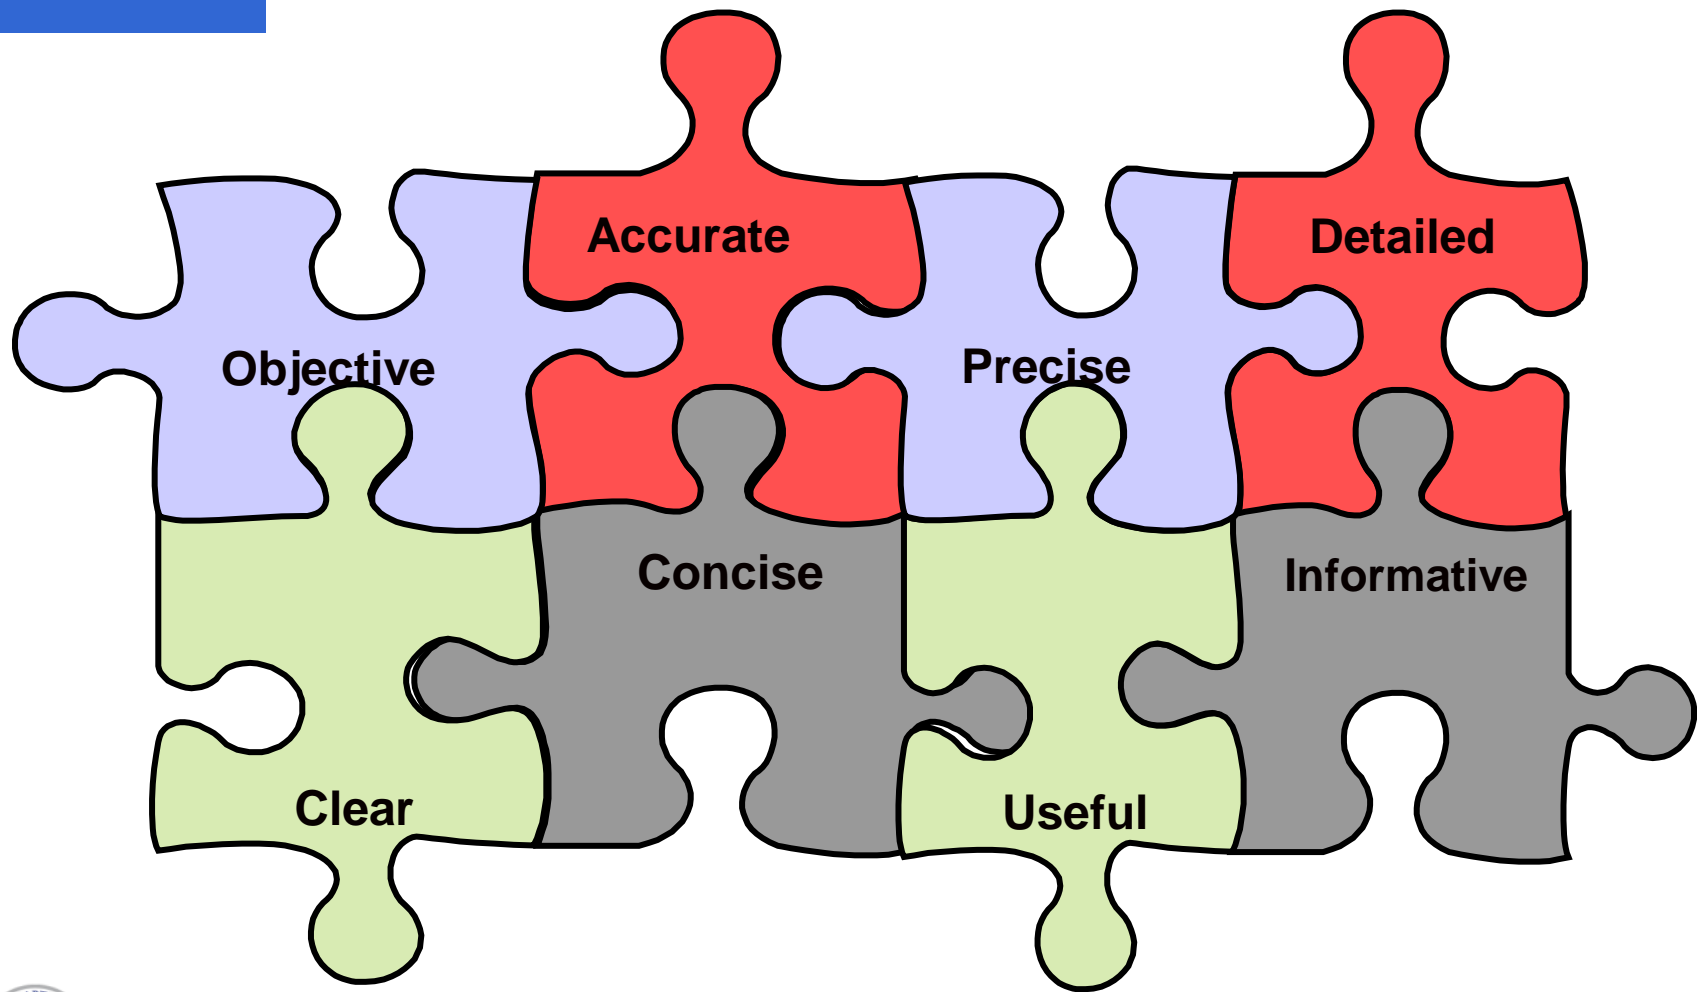 Accurate
Detailed
Objective
Precise
Concise
Informative
Clear
Useful